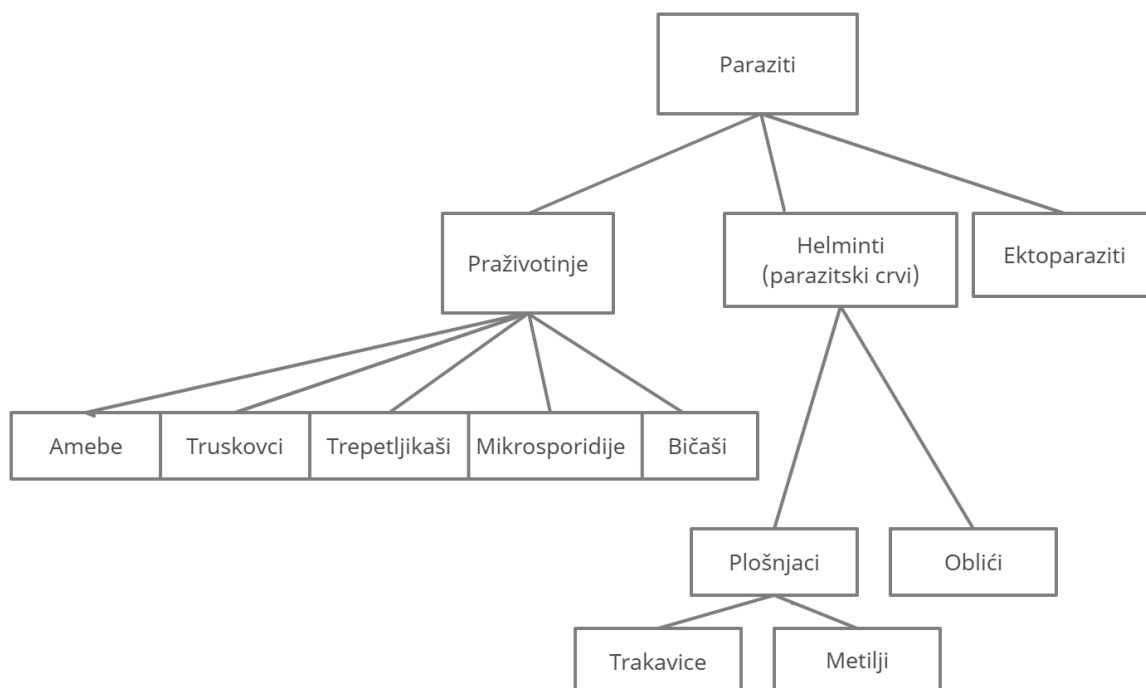 Paraziti
Praživotinje
Helminti
(parazitski crvi)
Ektoparaziti
Amebe
Truskovci
Trepetljikaši
Mikrosporidije
Bičaši
Plošnjaci
Oblići
Trakavice
Metilji